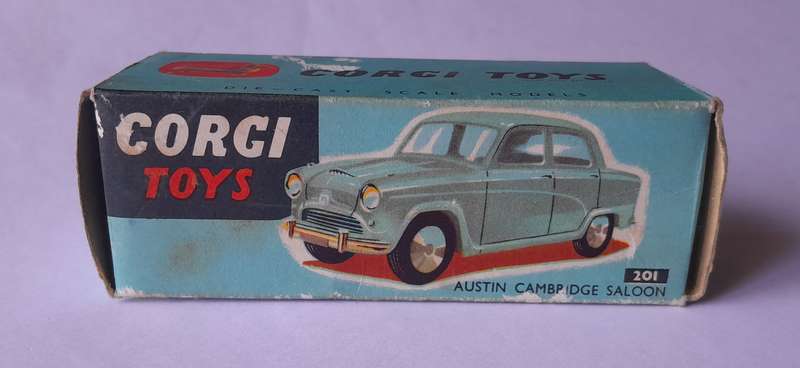 CORGI TOYS
DIE-CAST SCALE MODELS
CORGI
TOYS
201
AUSTIN CAMBRIDGE SALOON